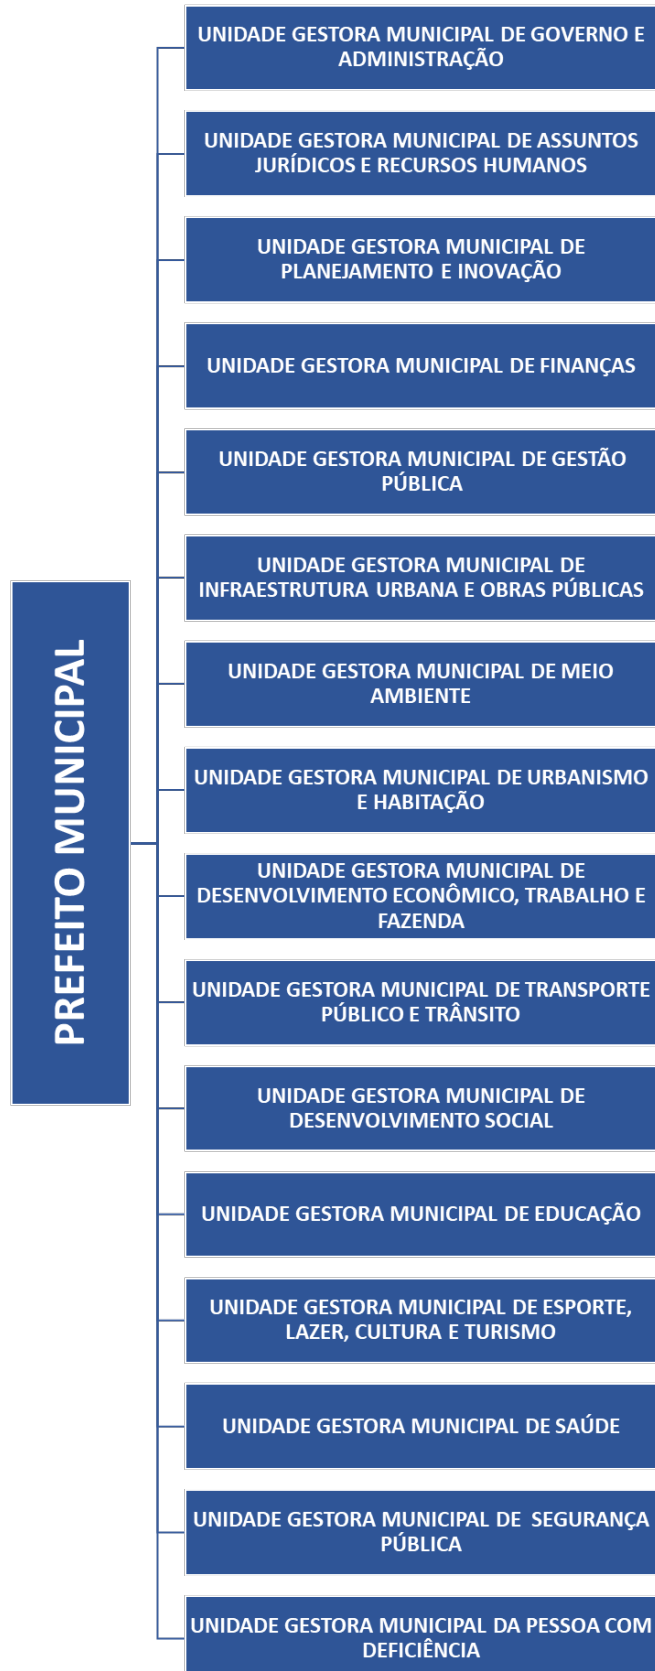 PREFEITO MUNICIPAL
UNIDADE GESTORA MUNICIPAL DE GOVERNO E
ADMINISTRAÇÃO
UNIDADE GESTORA MUNICIPAL DE ASSUNTOS
JURÍDICOS E RECURSOS HUMANOS
UNIDADE GESTORA MUNICIPAL DE
PLANEJAMENTO E INOVAÇÃO
UNIDADE GESTORA MUNICIPAL DE FINANÇAS
UNIDADE GESTORA MUNICIPAL DE GESTÃO
PÚBLICA
UNIDADE GESTORA MUNICIPAL DE
INFRAESTRUTURA URBANA E OBRAS PÚBLICAS
UNIDADE GESTORA MUNICIPAL DE MEIO
AMBIENTE
UNIDADE GESTORA MUNICIPAL DE URBANISMO
E HABITAÇÃO
UNIDADE GESTORA MUNICIPAL DE
DESENVOLVIMENTO ECONÔMICO, TRABALHO E
FAZENDA
UNIDADE GESTORA MUNICIPAL DE TRANSPORTE
PÚBLICO E TRÂNSITO
UNIDADE GESTORA MUNICIPAL DE
DESENVOLVIMENTO SOCIAL
UNIDADE GESTORA MUNICIPAL DE EDUCAÇÃO
UNIDADE GESTORA MUNICIPAL DE ESPORTE,
LAZER, CULTURA E TURISMO
UNIDADE GESTORA MUNICIPAL DE SAÚDE
UNIDADE GESTORA MUNICIPAL DE SEGURANÇA
PÚBLICA
UNIDADE GESTORA MUNICIPAL DA PESSOA COM
DEFICIÊNCIA